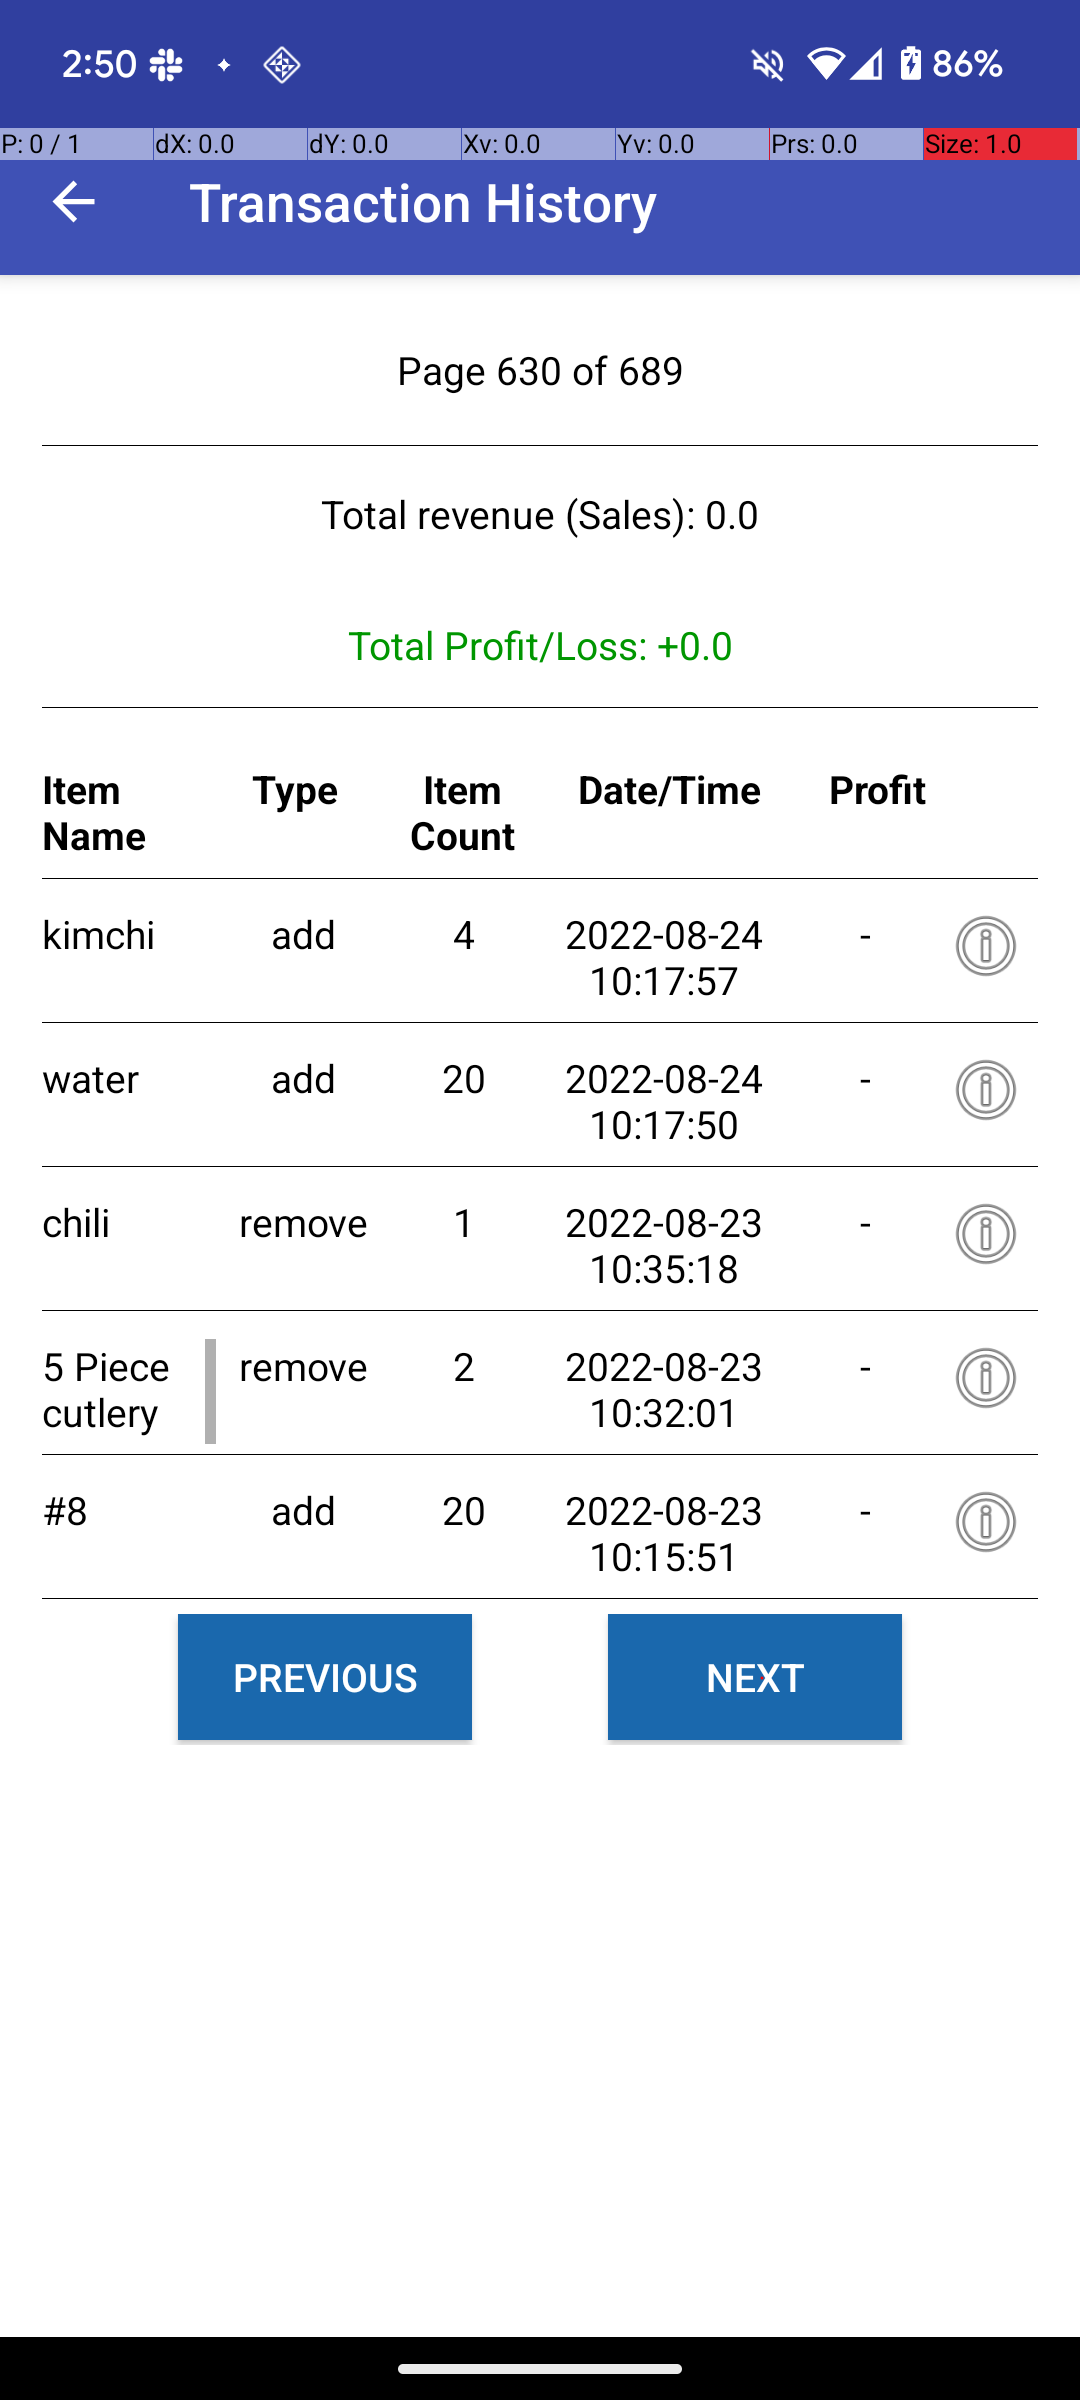 2:50 86%
P: 0 / 1 dX: 0.0 dY: 0.0 Xv: 0.0 Yv: 0.0 Prs: 0.0 Size: 1.0
Transaction History
Page 630 of 689
Total revenue (Sales): 0.0
Total Profit/Loss: +0.0
Item Name Type Item Count Date/Time Profit
kimchi add 4 2022-08-24 10:17:57 -
water add 20 2022-08-24 10:17:50 -
chili remove 1 2022-08-23 10:35:18 -
5 Piece cutlery remove 2 2022-08-23 10:32:01 -
#8 add 20 2022-08-23 10:15:51 -
PREVIOUS NEXT